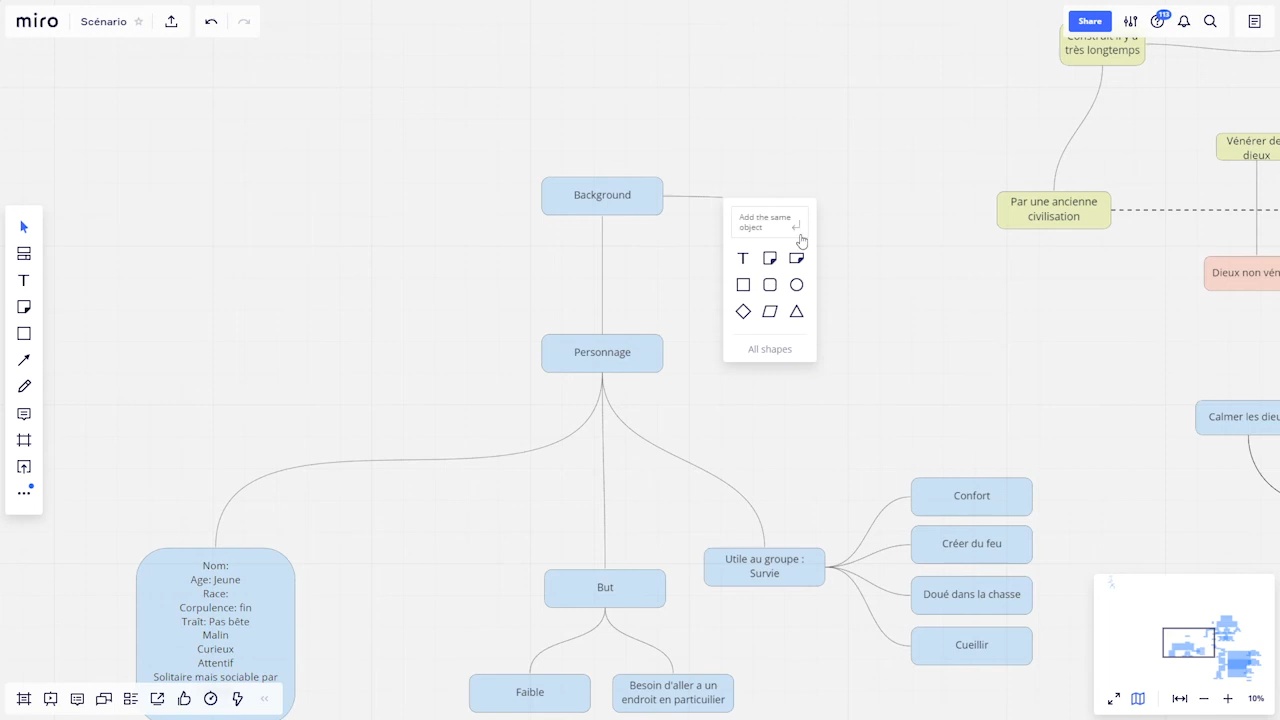 miro
Scénario
Share
113
Construit il y a
très longtemps
Vénérer de
dieux
Background
Add the same
object
Par une ancienne
civilisation
Dieux non vén
All shapes
Personnage
Calmer les dieu
Confort
Créer du feu
Utile au groupe :
Survie
Doué dans la chasse
Cueillir
Nom:
Age: Jeune
Race:
Corpulence: fin
Traît: Pas bête
Malin
Curieux
Attentif
Solitaire mais sociable par
But
Faible
Besoin d'aller a un
endroit en particuilier
10%